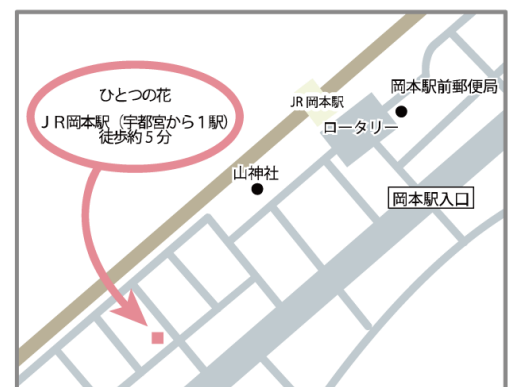 ひとつの花
ＪＲ岡本駅（宇都宮から１駅）
徒歩約５分
JR 岡本駅
岡本駅前郵便局
ロータリー
山神社
岡本駅入口